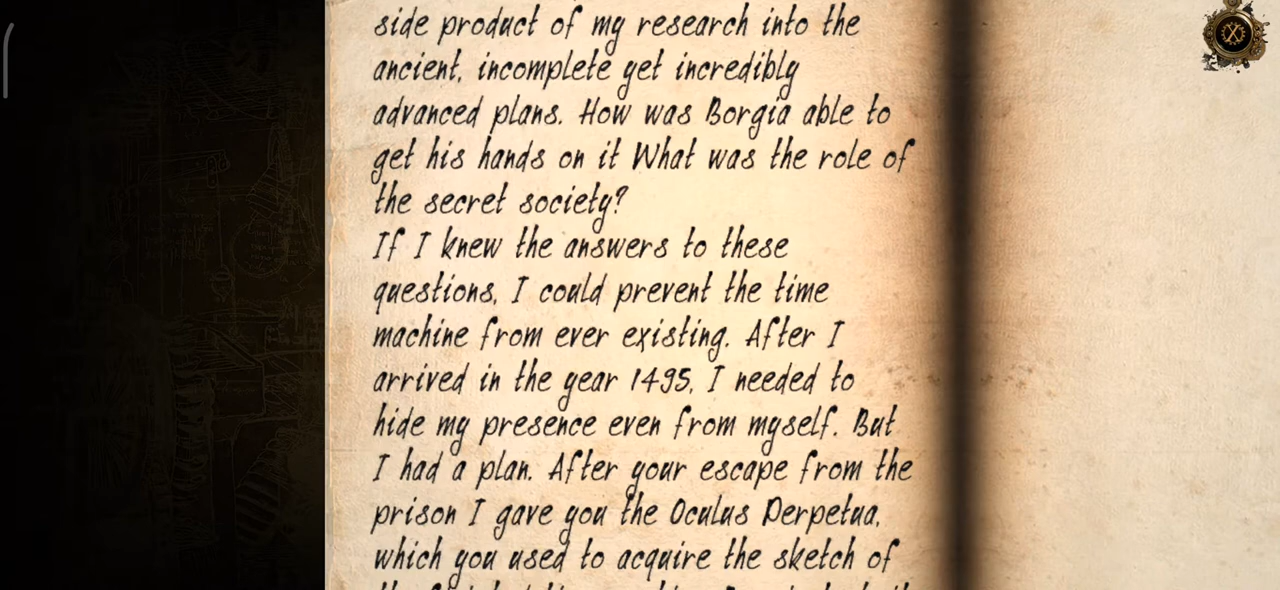 side product of my research into the
ancient, incomplete yet incredibly
advanced plans. How was Borgia able to
get his hands on it What was the role of
the secret society?
If I knew the answers to these
questions, I could prevent the time
machine from ever existing. After I
arrived in the year 1495, I needed to
hide my presence even from myself. But
I had a plan. After your escape from the
prison I gave you the Oculus Perpetua,
which you used to acquire the sketch of